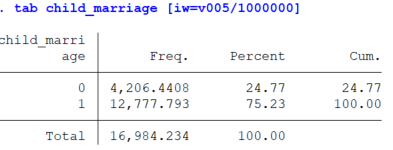 . tab child_marriage [iw=v005/1000000]
child_marri
age Freq. Percent Cum.
0 4,206.4408 24.77 24.77
1 12,777.793 75.23 100.00
Total 16,984.234 100.00